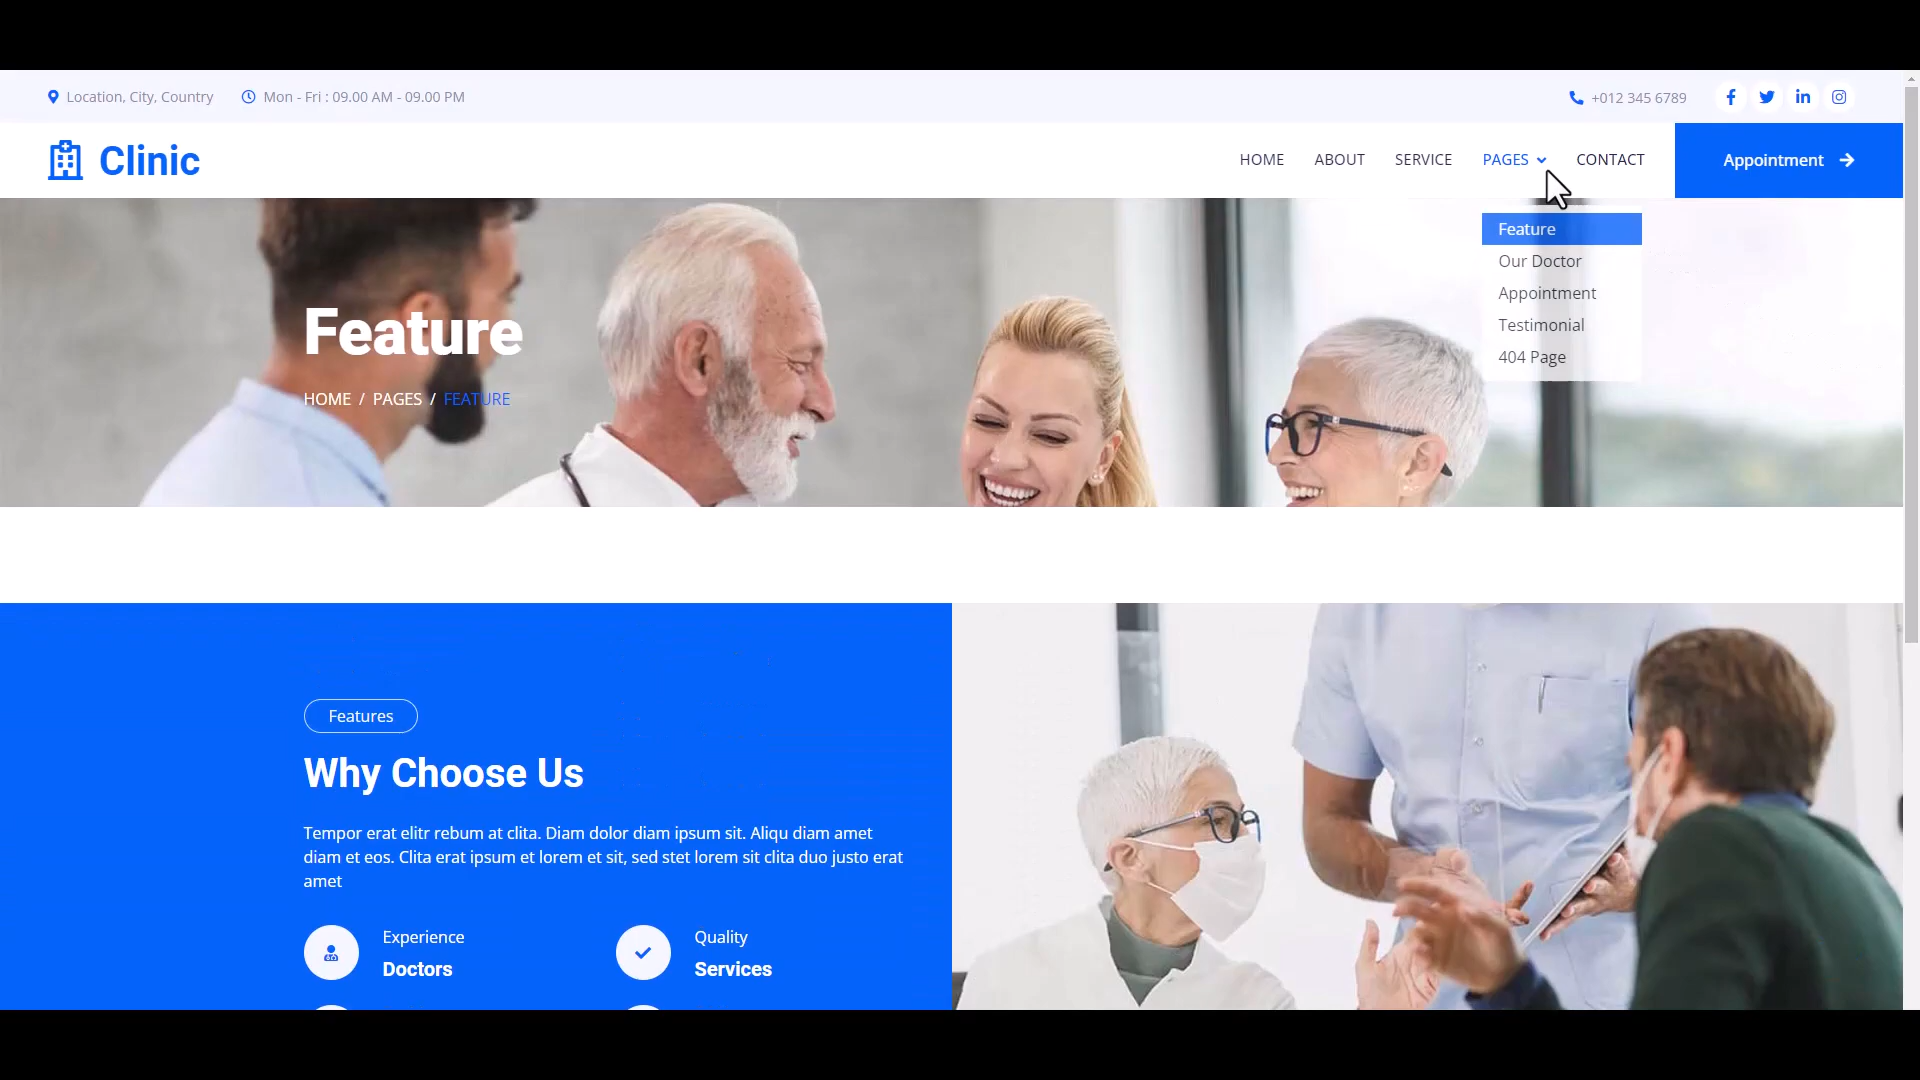 Location, City, Country
Mon - Fri : 09.00 AM - 09.00 PM
+012 345 6789
Clinic
HOME
ABOUT
SERVICE
PAGES
CONTACT
Appointment
Feature
Our Doctor
Appointment
Testimonial
404 Page
Feature
HOME / PAGES / FEATURE
Features
Why Choose Us
Tempor erat elitr rebum at clita. Diam dolor diam ipsum sit. Aliqu diam amet
diam et eos. Clita erat ipsum et lorem et sit, sed stet lorem sit clita duo justo erat
amet
Experience
Doctors
Quality
Services